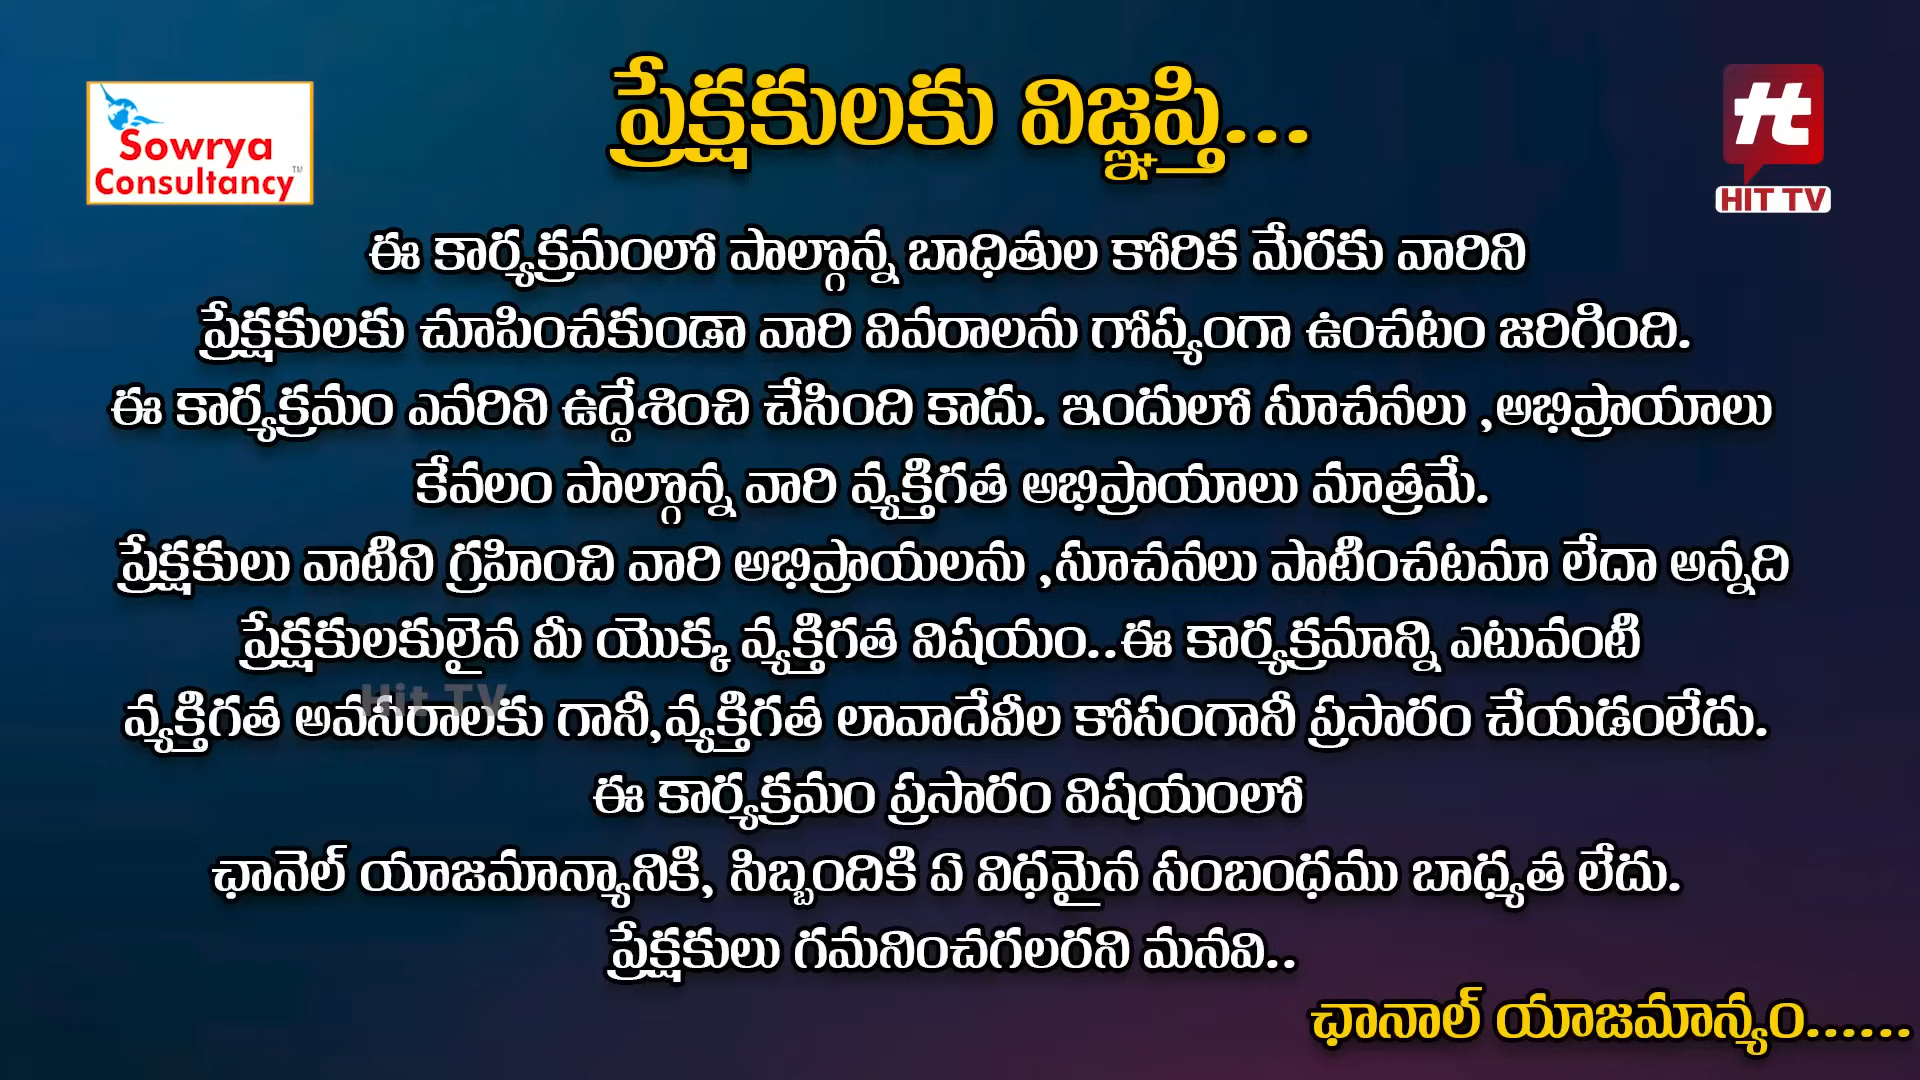 ప్రేక్షకులకు విజ్ఞప్తి...
Sowrya
Consultancy TM
HIT TV
ఈ కార్యక్రమంలో పాల్గొన్న బాధితుల కోరిక మేరకు వారిని
ప్రేక్షకులకు చూపించకుండా వారి వివరాలను గోప్యంగా ఉంచటం జరిగింది.
ఈ కార్యక్రమం ఎవరిని ఉద్దేశించి చేసింది కాదు. ఇందులో సూచనలు ,అభిప్రాయాలు
కేవలం పాల్గొన్న వారి వ్యక్తిగత అభిప్రాయాలు మాత్రమే.
ప్రేక్షకులు వాటిని గ్రహించి వారి అభిప్రాయలను ,సూచనలు పాటించటమా లేదా అన్నది
ప్రేక్షకులకులైన మీ యొక్క వ్యక్తిగత విషయం..ఈ కార్యక్రమాన్ని ఎటువంటి
Hit TV
వ్యక్తిగత అవసరాలకు గానీ,వ్యక్తిగత లావాదేవీల కోసంగానీ ప్రసారం చేయడంలేదు.
ఈ కార్యక్రమం ప్రసారం విషయంలో
ఛానెల్ యాజమాన్యానికి, సిబ్బందికి ఏ విధమైన సంబంధము బాధ్యత లేదు.
ప్రేక్షకులు గమనించగలరని మనవి..
ఛానాల్ యాజమాన్యం......